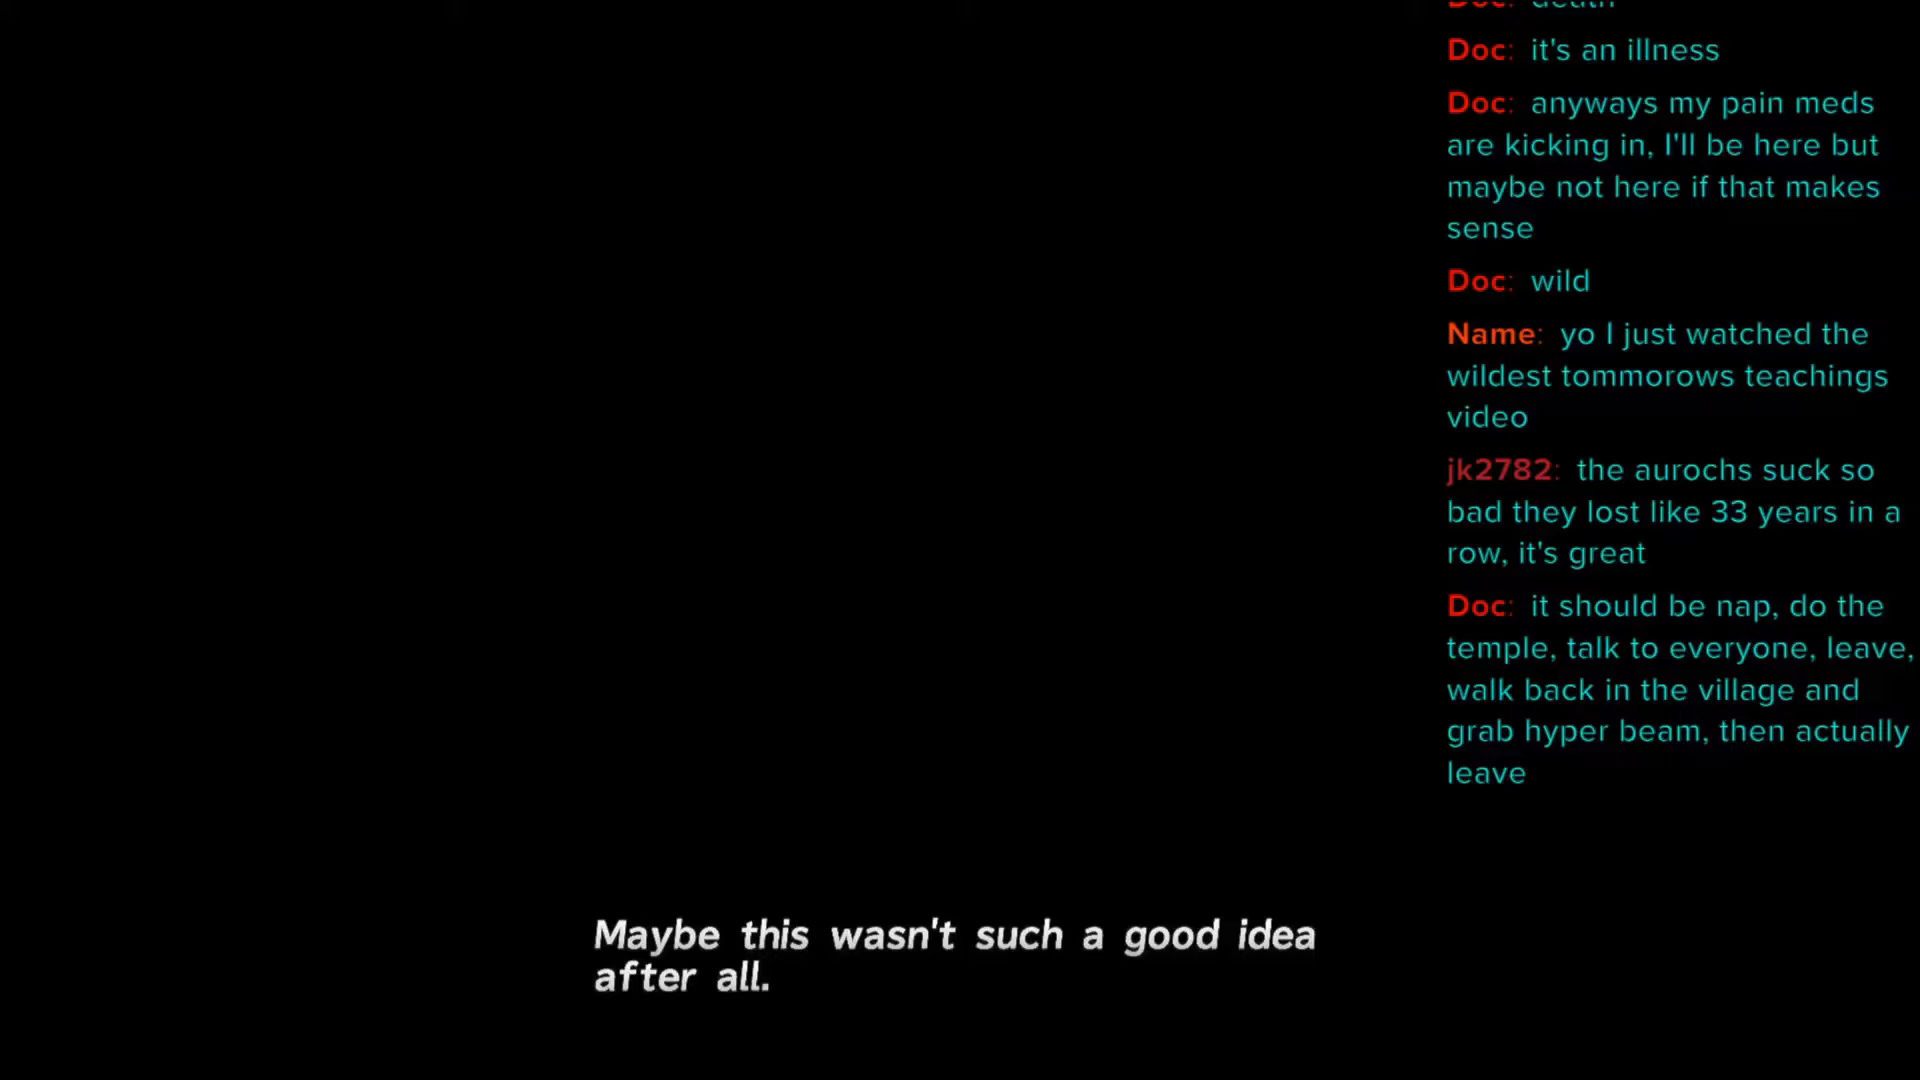 Doc: death
Doc: it's an illness
Doc: anyways my pain meds
are kicking in, I'll be here but
maybe not here if that makes
sense
Doc: wild
Name: yo I just watched the
wildest tommorows teachings
video
jk2782: the aurochs suck so
bad they lost like 33 years in a
row, it's great
Doc: it should be nap, do the
temple, talk to everyone, leave,
walk back in the village and
grab hyper beam, then actually
leave
Maybe this wasn't such a good idea
after all.